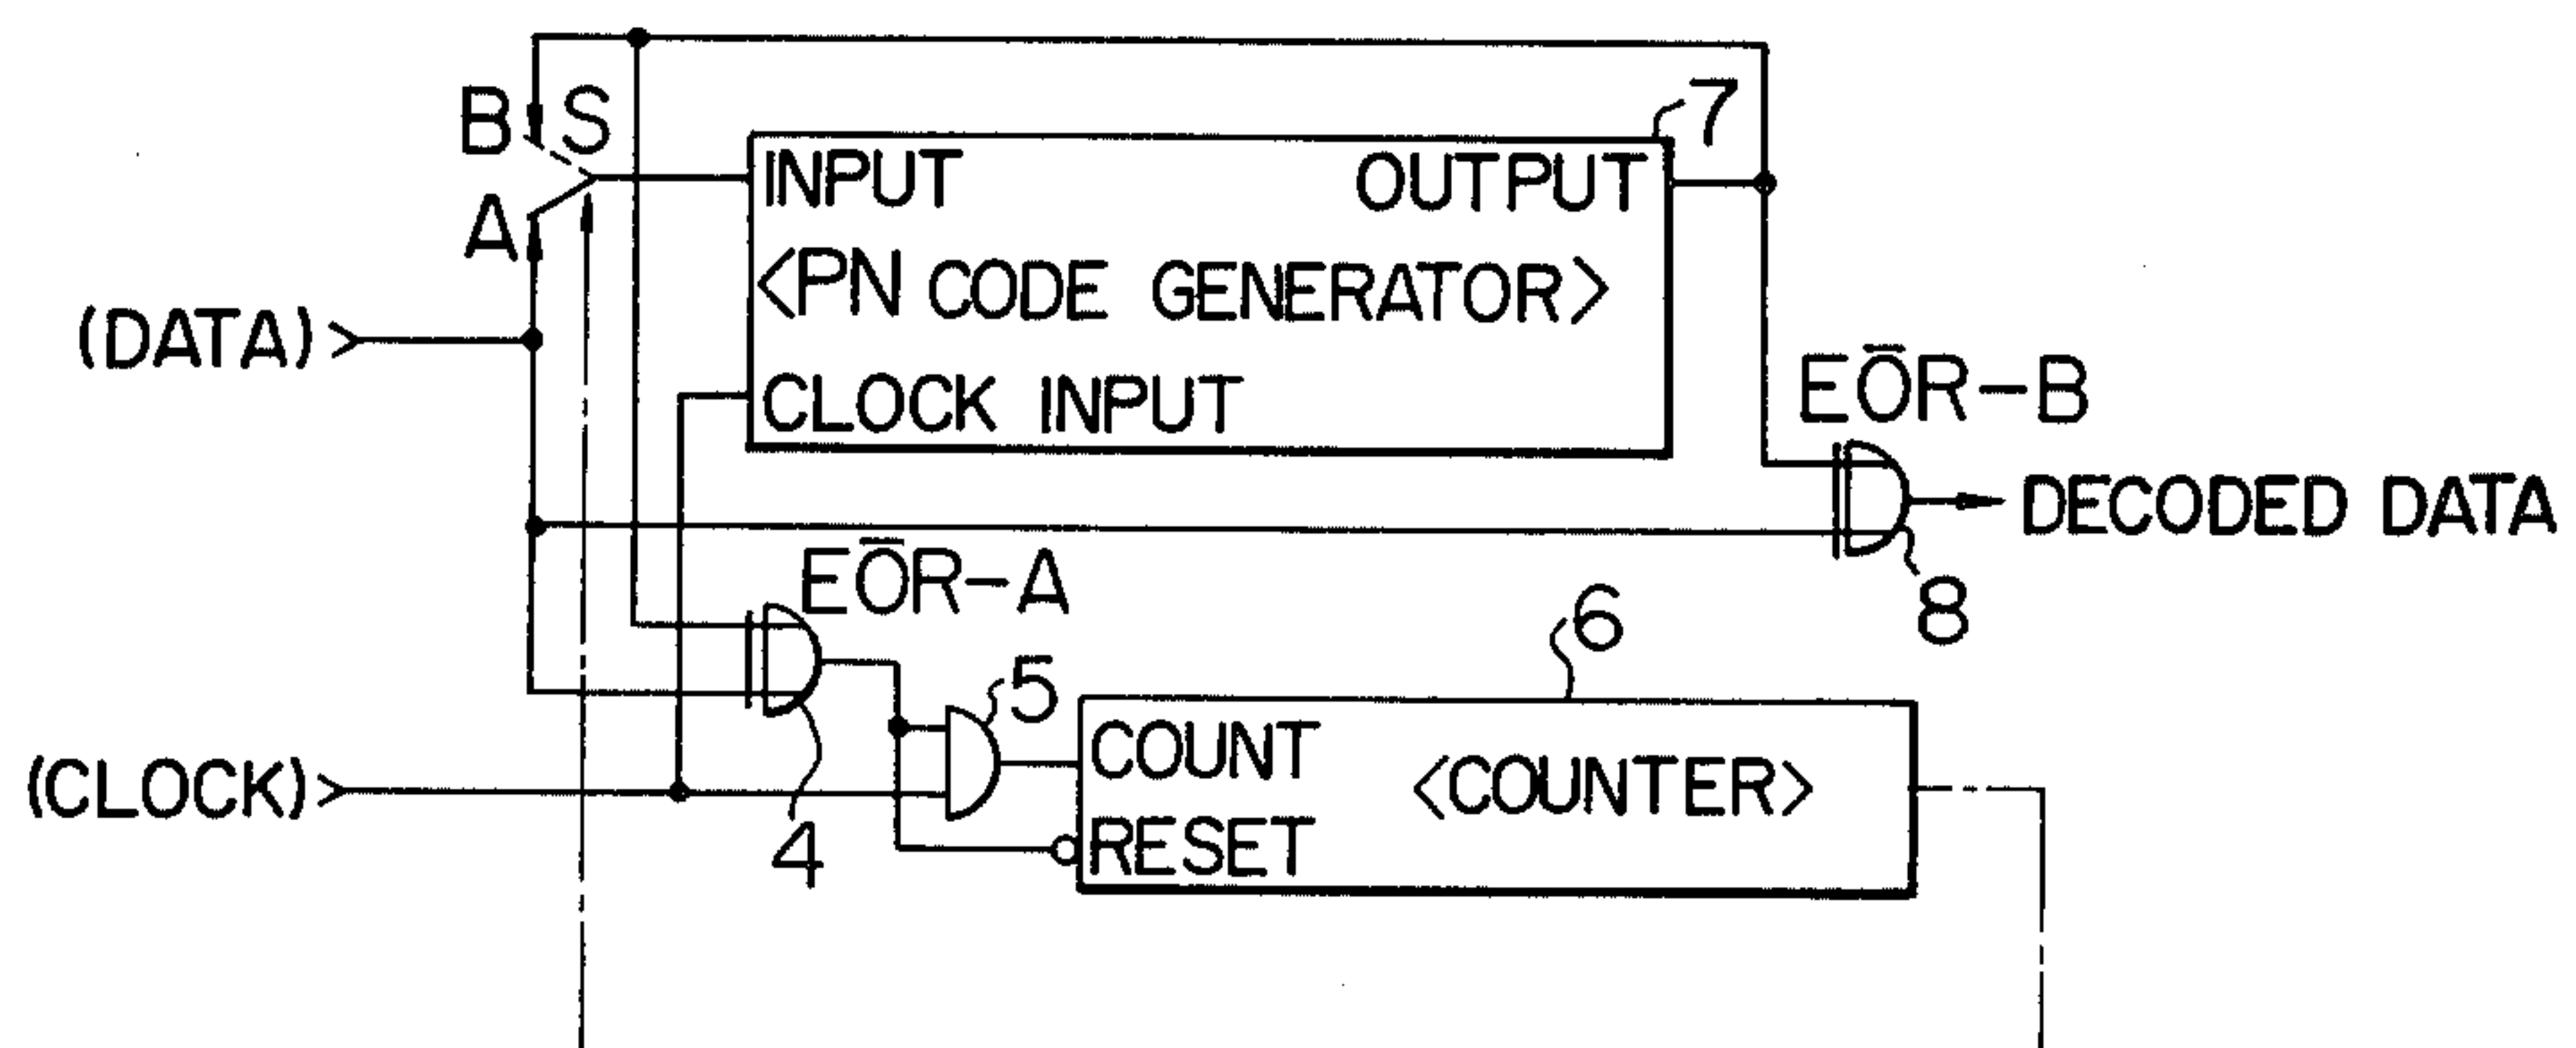 B S
7
INPUT OUTPUT
A
<PN CODE GENERATOR>
(DATA)
CLOCK INPUT
EŌR-B
DECODED DATA
EŌR-A
8
6
5
COUNT
(CLOCK)
<COUNTER>
4
RESET